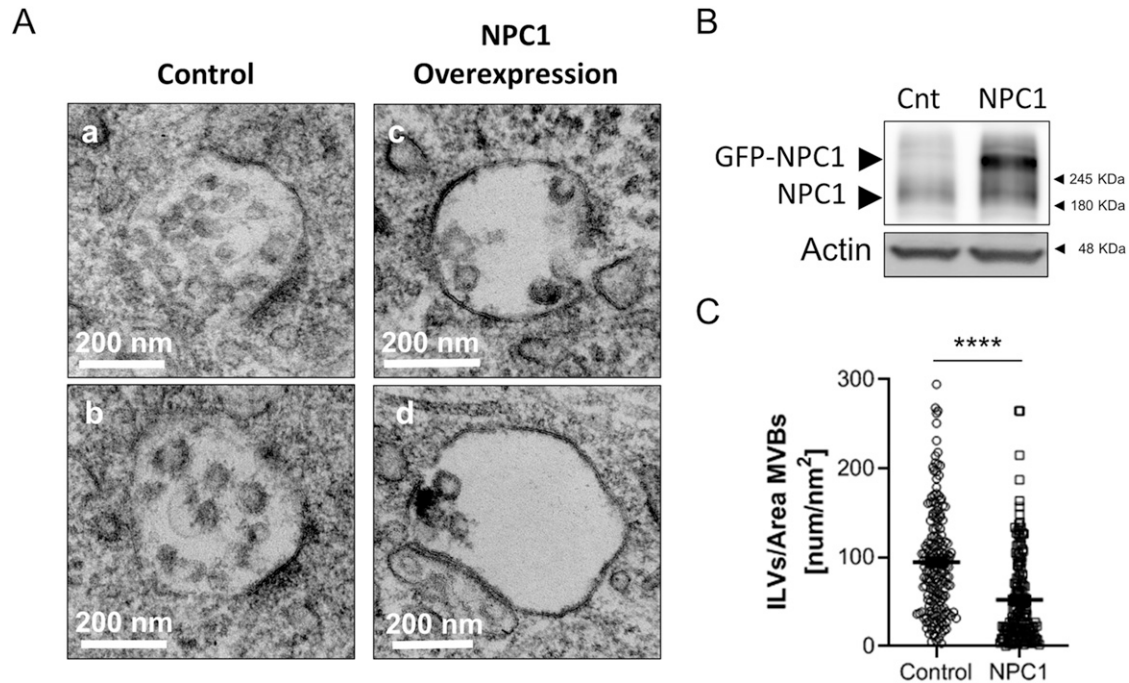 A
Control
NPC1
Overexpression
a
200 nm
c
200 nm
b
200 nm
d
200 nm
B
Cnt NPC1
GFP-NPC1
245 KDa
NPC1
180 KDa
Actin
48 KDa
C
****
ILVs/Area MVBs
[num/nm²]
300
200
100
0
Control NPC1